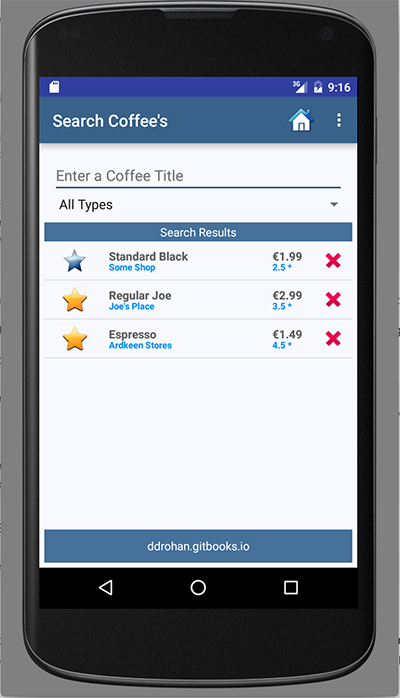 3G 9:16
Search Coffee's
Enter a Coffee Title
All Types
Search Results
Standard Black €1.99
Some Shop 2.5 *
Regular Joe €2.99
Joe's Place 3.5 *
Espresso €1.49
Ardkeen Stores 4.5 *
ddrohan.gitbooks.io